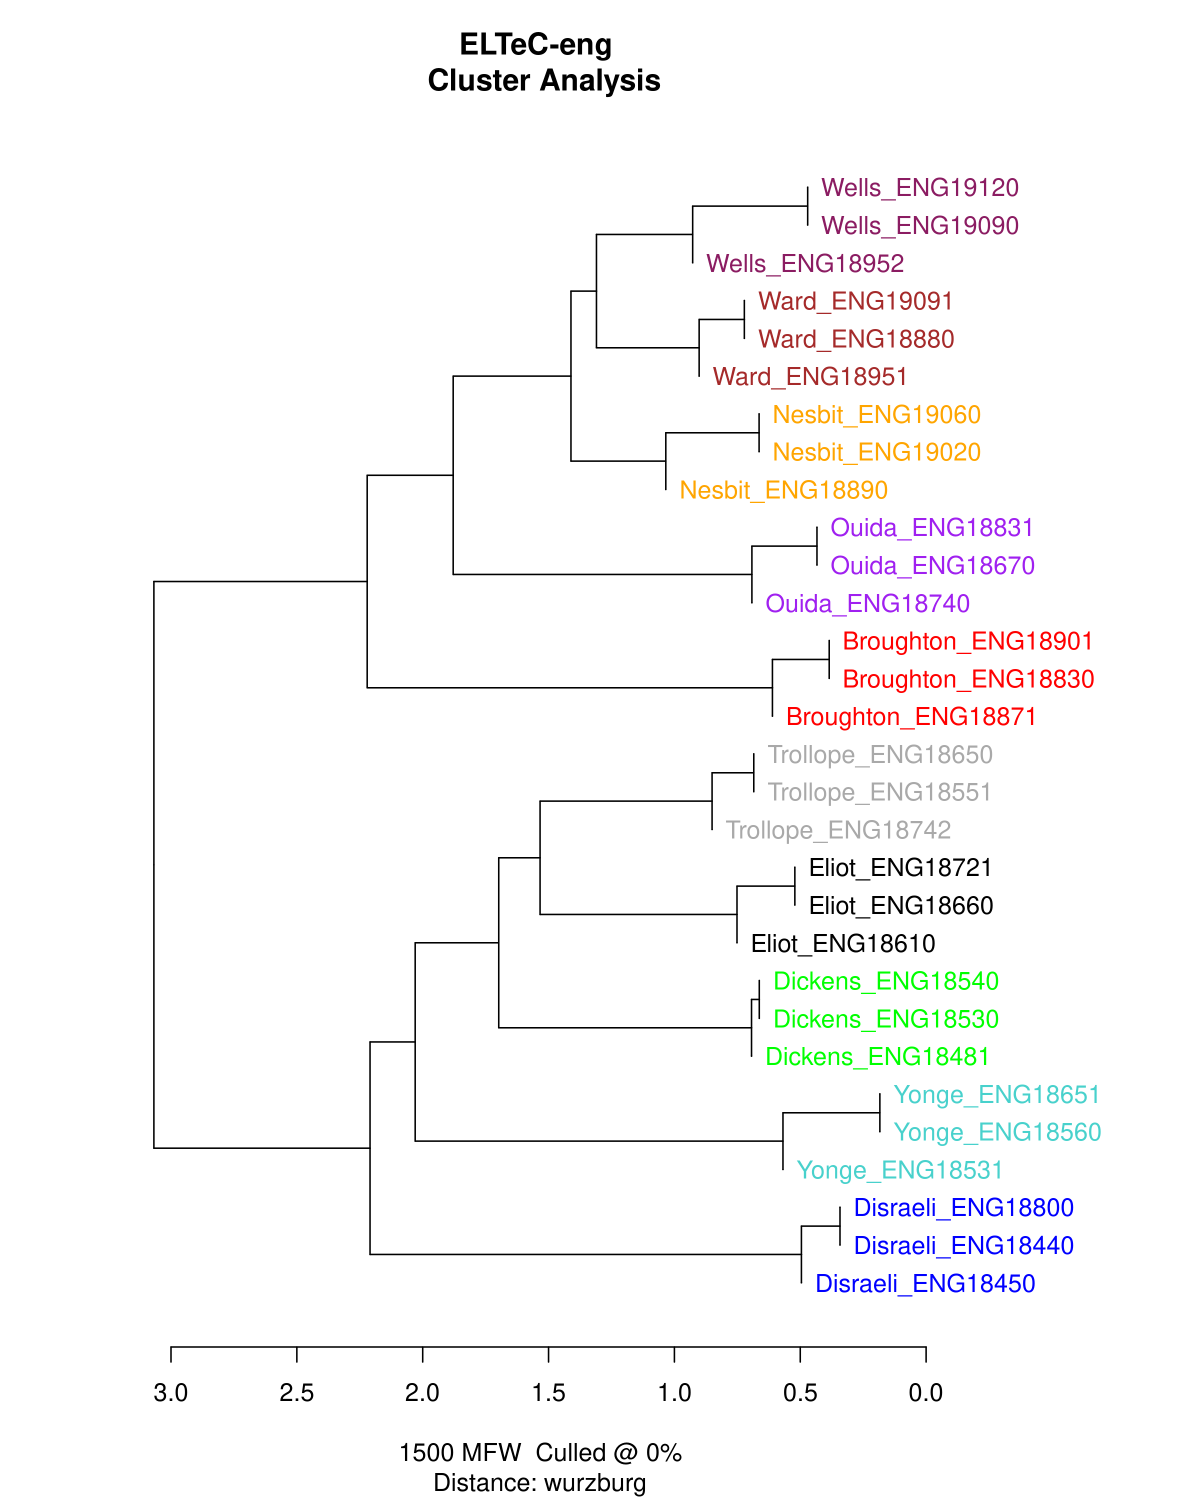 ELTeC-eng
Cluster Analysis
Wells_ENG19120
Wells_ENG19090
Wells_ENG18952
Ward_ENG19091
Ward_ENG18880
Ward_ENG18951
Nesbit_ENG19060
Nesbit_ENG19020
Nesbit_ENG18890
Ouida_ENG18831
Ouida_ENG18670
Ouida_ENG18740
Broughton_ENG18901
Broughton_ENG18830
Broughton_ENG18871
Trollope_ENG18650
Trollope_ENG18551
Trollope_ENG18742
Eliot_ENG18721
Eliot_ENG18660
Eliot_ENG18610
Dickens_ENG18540
Dickens_ENG18530
Dickens_ENG18481
Yonge_ENG18651
Yonge_ENG18560
Yonge_ENG18531
Disraeli_ENG18800
Disraeli_ENG18440
Disraeli_ENG18450
3.0 2.5 2.0 1.5 1.0 0.5 0.0
1500 MFW  Culled @ 0%
Distance: wurzburg